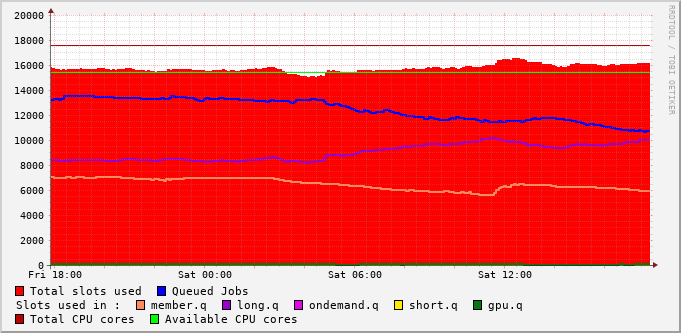 20000
18000
16000
14000
12000
10000
8000
6000
4000
2000
0
Fri 18:00 Sat 00:00 Sat 06:00 Sat 12:00
Total slots used Queued Jobs
Slots used in : member.q long.q ondemand.q short.q gpu.q
Total CPU cores Available CPU cores
RRDTOOL / TOBI OETIKER